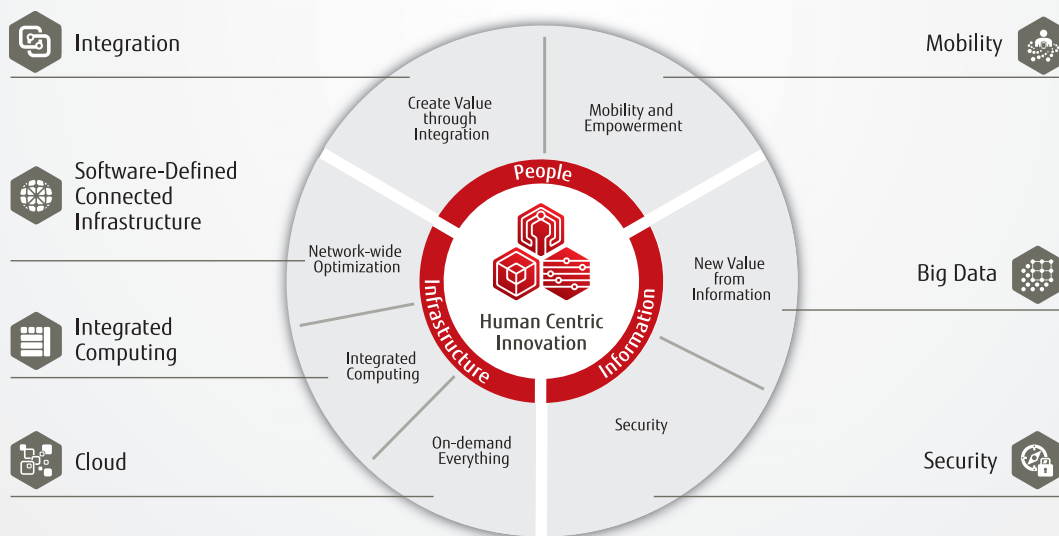 Integration
Mobility
Create Value
through
Integration
Mobility and
Empowerment
Software-Defined
Connected
Infrastructure
People
Network-wide
Optimization
New Value
from
Information
Big Data
Infrastructure
Information
Human Centric
Innovation
Integrated
Computing
Integrated
Computing
Security
On-demand
Everything
Cloud
Security